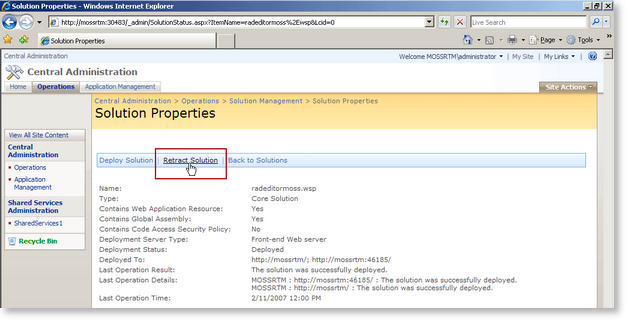 Solution Properties - Windows Internet Explorer
http://mossrtm:30483/_admin/SolutionStatus.aspx?ItemName=radeditormoss%2Ewsp&Lcid=0
Live Search
Solution Properties
Page
Tools
Central Administration
Welcome MOSSRTM\administrator | My Site | My Links
Central Administration
Home Operations Application Management Site Actions
Central Administration > Operations > Solution Management > Solution Properties
Solution Properties
View All Site Content
Central Administration
Operations
Application Management
Shared Services Administration
SharedServices1
Recycle Bin
Deploy Solution | Retract Solution | Back to Solutions
Name: radeditormoss.wsp
Type: Core Solution
Contains Web Application Resource: Yes
Contains Global Assembly: Yes
Contains Code Access Security Policy: No
Deployment Server Type: Front-end Web server
Deployment Status: Deployed
Deployed To: http://mossrtm/; http://mossrtm:46185/
Last Operation Result: The solution was successfully deployed.
Last Operation Details: MOSSRTM : http://mossrtm:46185/ : The solution was successfully deployed.
MOSSRTM : http://mossrtm/ : The solution was successfully deployed.
Last Operation Time: 2/11/2007 12:00 PM